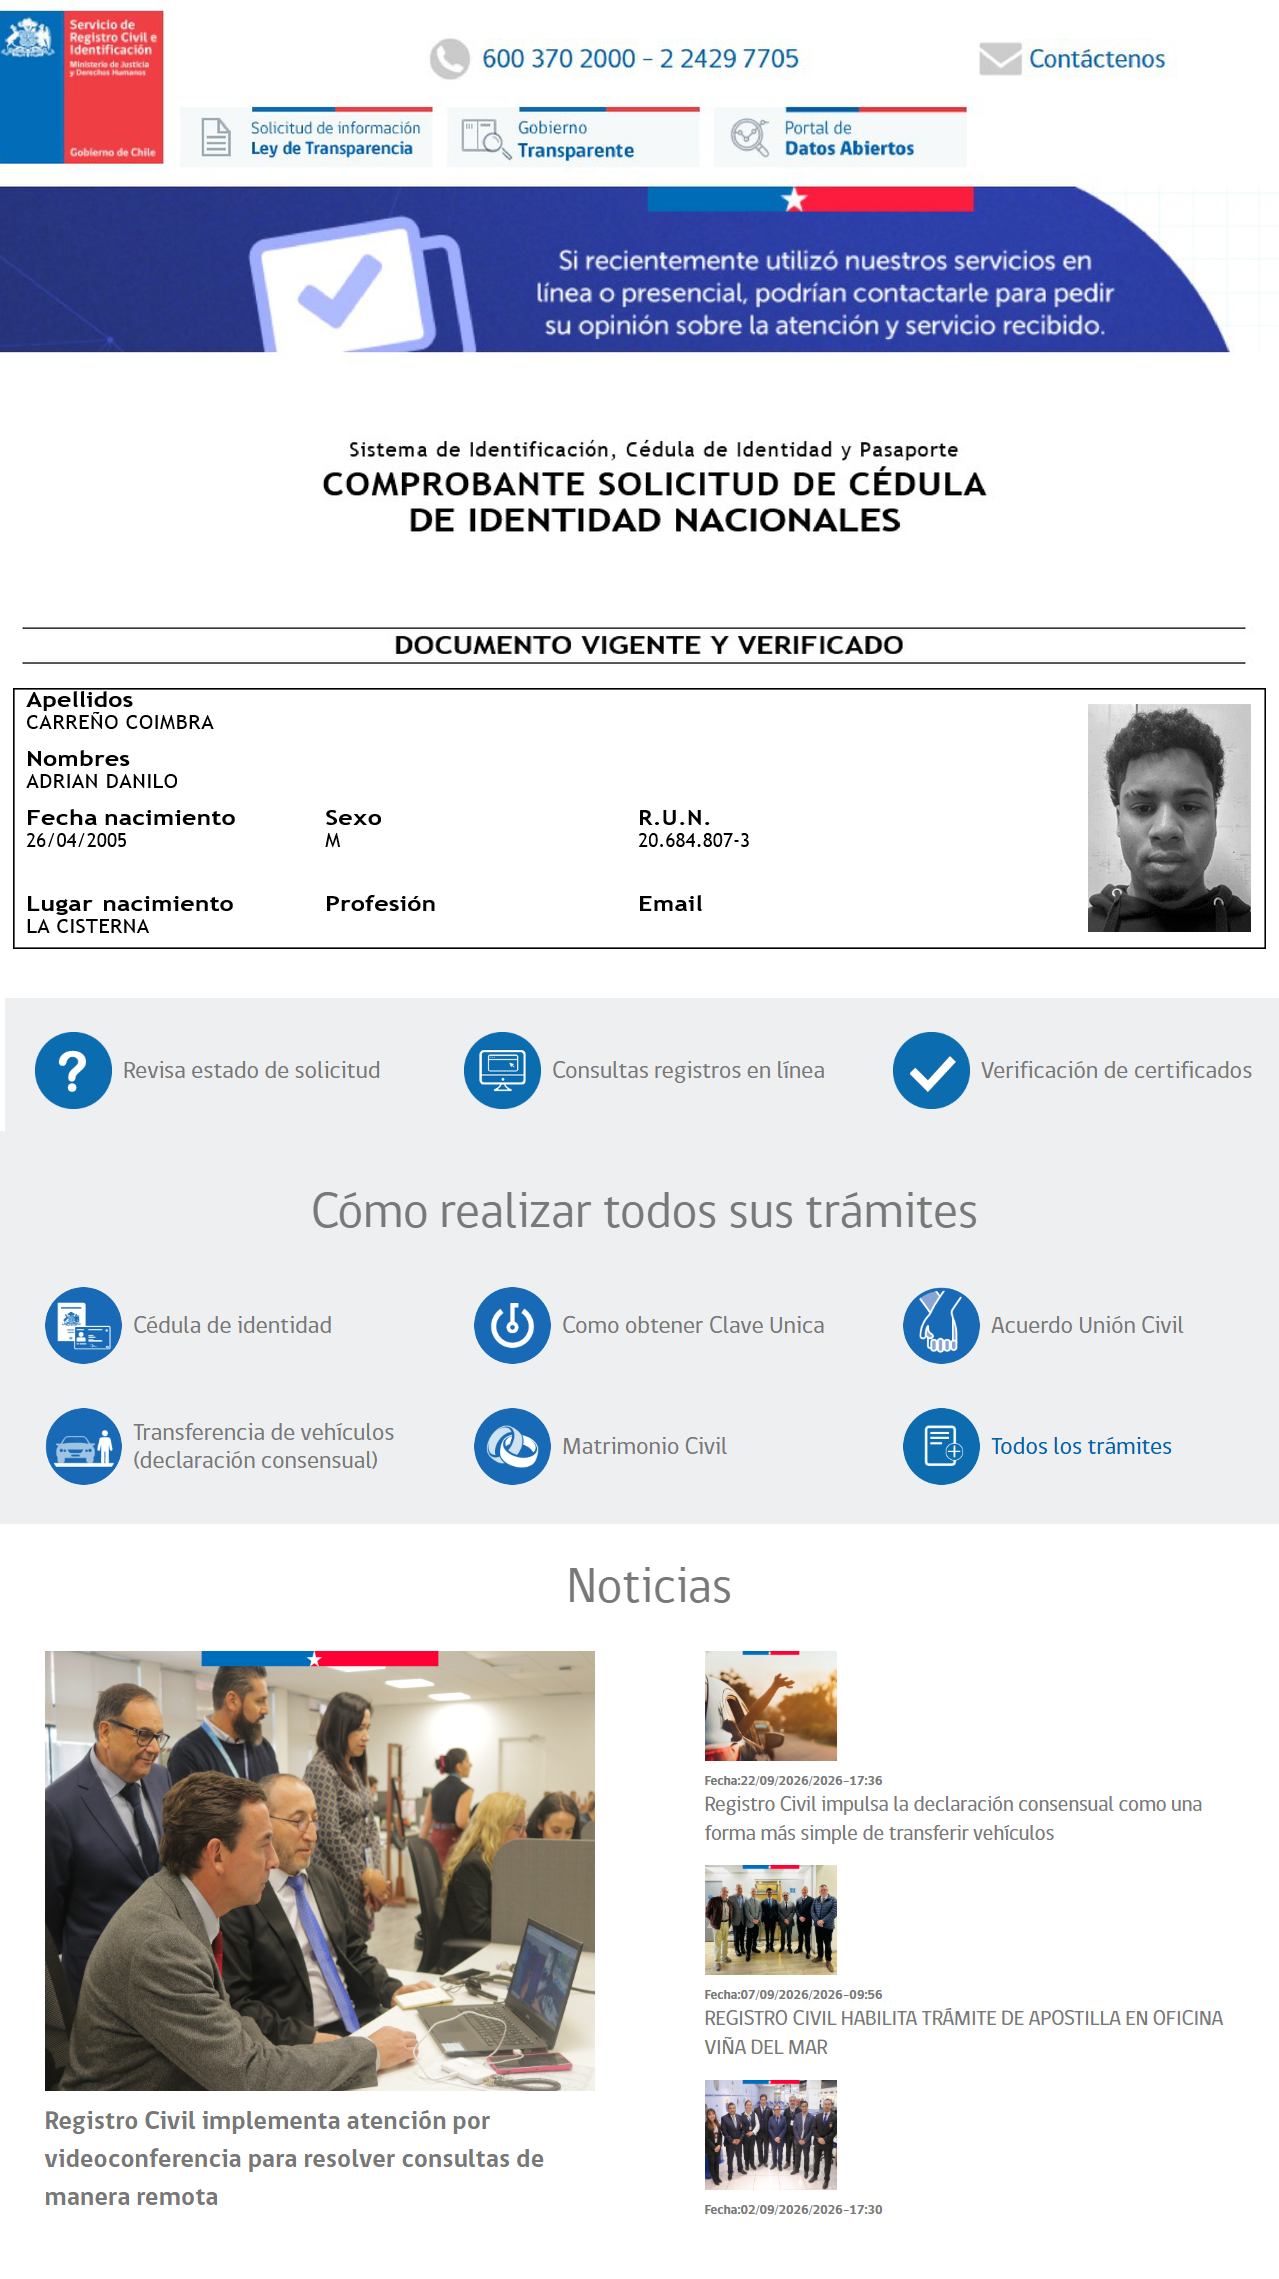 Servicio de
Registro Civil e
Identificación
Ministerio de Justicia
y Derechos Humanos
Gobierno de Chile
600 370 2000 - 2 2429 7705
Contáctenos
Solicitud de información
Ley de Transparencia
Gobierno
Transparente
Portal de
Datos Abiertos
Si recientemente utilizó nuestros servicios en
línea o presencial, podrían contactarle para pedir
su opinión sobre la atención y servicio recibido.
Sistema de Identificación, Cédula de Identidad y Pasaporte
COMPROBANTE SOLICITUD DE CÉDULA
DE IDENTIDAD NACIONALES
DOCUMENTO VIGENTE Y VERIFICADO
Apellidos
CARREÑO COIMBRA
Nombres
ADRIAN DANILO
Fecha nacimiento Sexo R.U.N.
26/04/2005 M 20.684.807-3
Lugar nacimiento Profesión Email
LA CISTERNA
Revisa estado de solicitud
Consultas registros en línea
Verificación de certificados
Cómo realizar todos sus trámites
Cédula de identidad
Como obtener Clave Unica
Acuerdo Unión Civil
Transferencia de vehículos
(declaración consensual)
Matrimonio Civil
Todos los trámites
Noticias
Registro Civil implementa atención por
videoconferencia para resolver consultas de
manera remota
Fecha:22/09/2026/2026-17:36
Registro Civil impulsa la declaración consensual como una
forma más simple de transferir vehículos
Fecha:07/09/2026/2026-09:56
REGISTRO CIVIL HABILITA TRÁMITE DE APOSTILLA EN OFICINA
VIÑA DEL MAR
Fecha:02/09/2026/2026-17:30